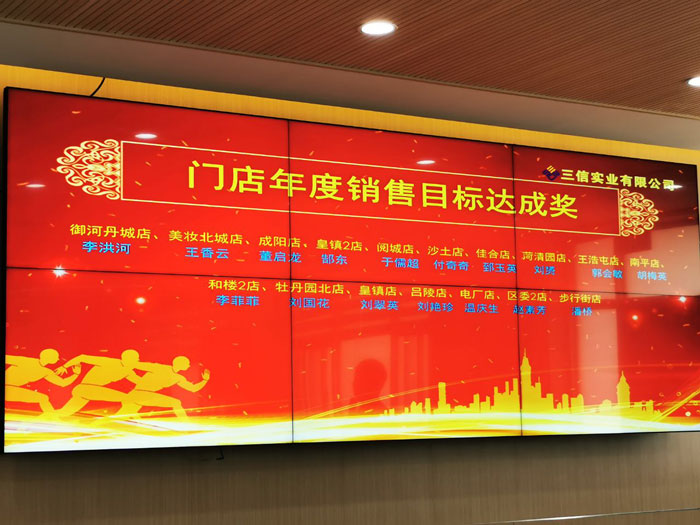 三信实业有限公司
门店年度销售目标达成奖
御河丹城店、美妆北城店、成阳店、皇镇2店、阅城店、沙土店、佳合店、菏清园店、王浩屯店、南平店、
李洪河 王香云 董启龙 郜东 于儒超 付奇奇 郅玉英 刘勇 郭会敏 胡梅英
和楼2店、牡丹园北店、皇镇店、吕陵店、电厂店、区委2店、步行街店
李菲菲 刘国花 刘翠英 刘艳珍 温庆生 赵肃芳 潘榜